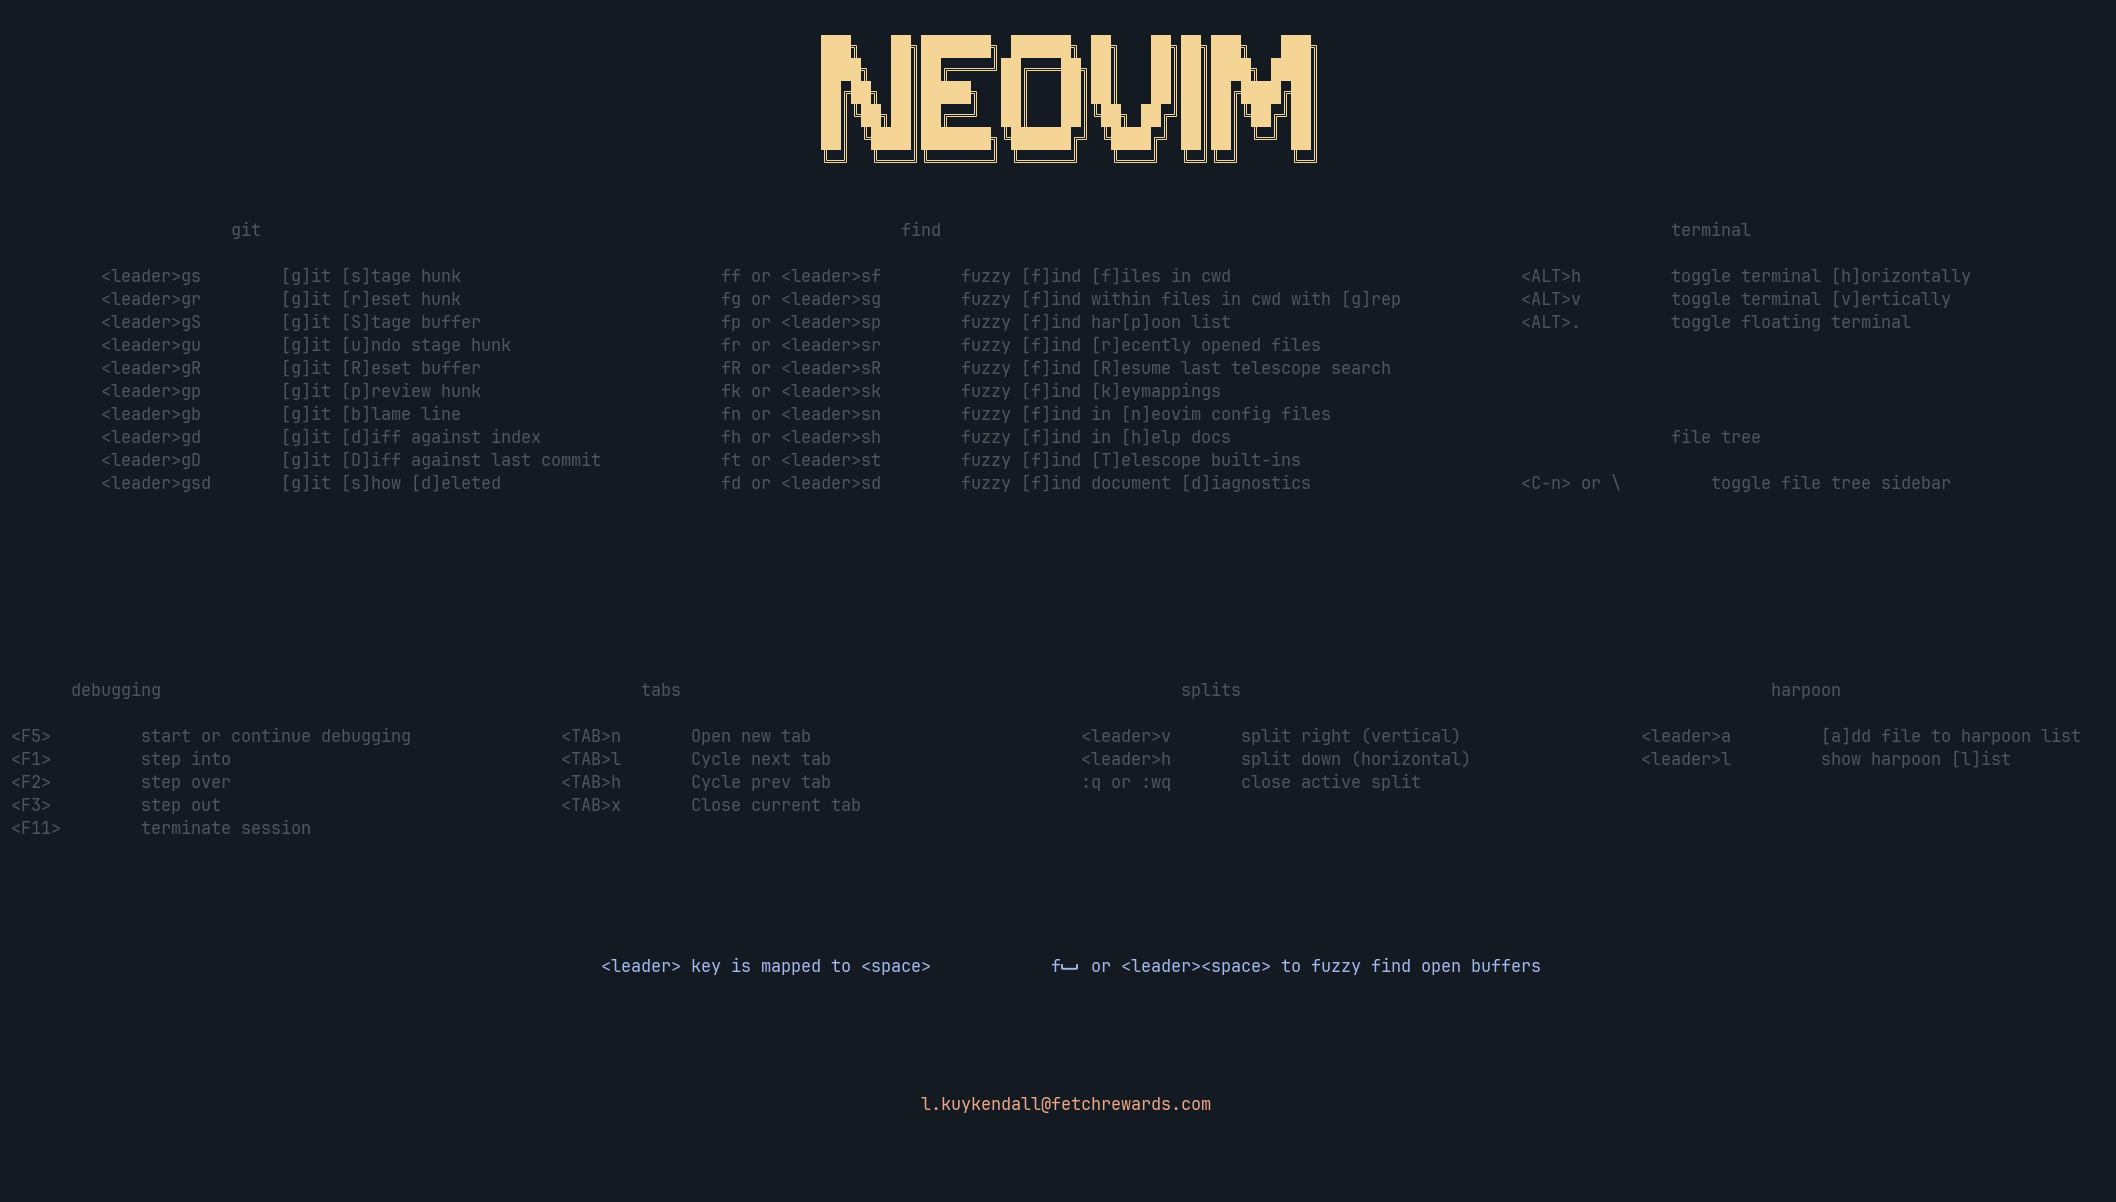 NEOVIM
git
<leader>gs [g]it [s]tage hunk
<leader>gr [g]it [r]eset hunk
<leader>gS [g]it [S]tage buffer
<leader>gu [g]it [u]ndo stage hunk
<leader>gR [g]it [R]eset buffer
<leader>gp [g]it [p]review hunk
<leader>gb [g]it [b]lame line
<leader>gd [g]it [d]iff against index
<leader>gD [g]it [D]iff against last commit
<leader>gsd [g]it [s]how [d]eleted
find
ff or <leader>sf fuzzy [f]ind [f]iles in cwd
fg or <leader>sg fuzzy [f]ind within files in cwd with [g]rep
fp or <leader>sp fuzzy [f]ind har[p]oon list
fr or <leader>sr fuzzy [f]ind [r]ecently opened files
fR or <leader>sR fuzzy [f]ind [R]esume last telescope search
fk or <leader>sk fuzzy [f]ind [k]eymappings
fn or <leader>sn fuzzy [f]ind in [n]eovim config files
fh or <leader>sh fuzzy [f]ind in [h]elp docs
ft or <leader>st fuzzy [f]ind [T]elescope built-ins
fd or <leader>sd fuzzy [f]ind document [d]iagnostics
terminal
<ALT>h toggle terminal [h]orizontally
<ALT>v toggle terminal [v]ertically
<ALT>. toggle floating terminal
file tree
<C-n> or \ toggle file tree sidebar
debugging
<F5> start or continue debugging
<F1> step into
<F2> step over
<F3> step out
<F11> terminate session
tabs
<TAB>n Open new tab
<TAB>l Cycle next tab
<TAB>h Cycle prev tab
<TAB>x Close current tab
splits
<leader>v split right (vertical)
<leader>h split down (horizontal)
:q or :wq close active split
harpoon
<leader>a [a]dd file to harpoon list
<leader>l show harpoon [l]ist
<leader> key is mapped to <space>
f⎵ or <leader><space> to fuzzy find open buffers
l.kuykendall@fetchrewards.com